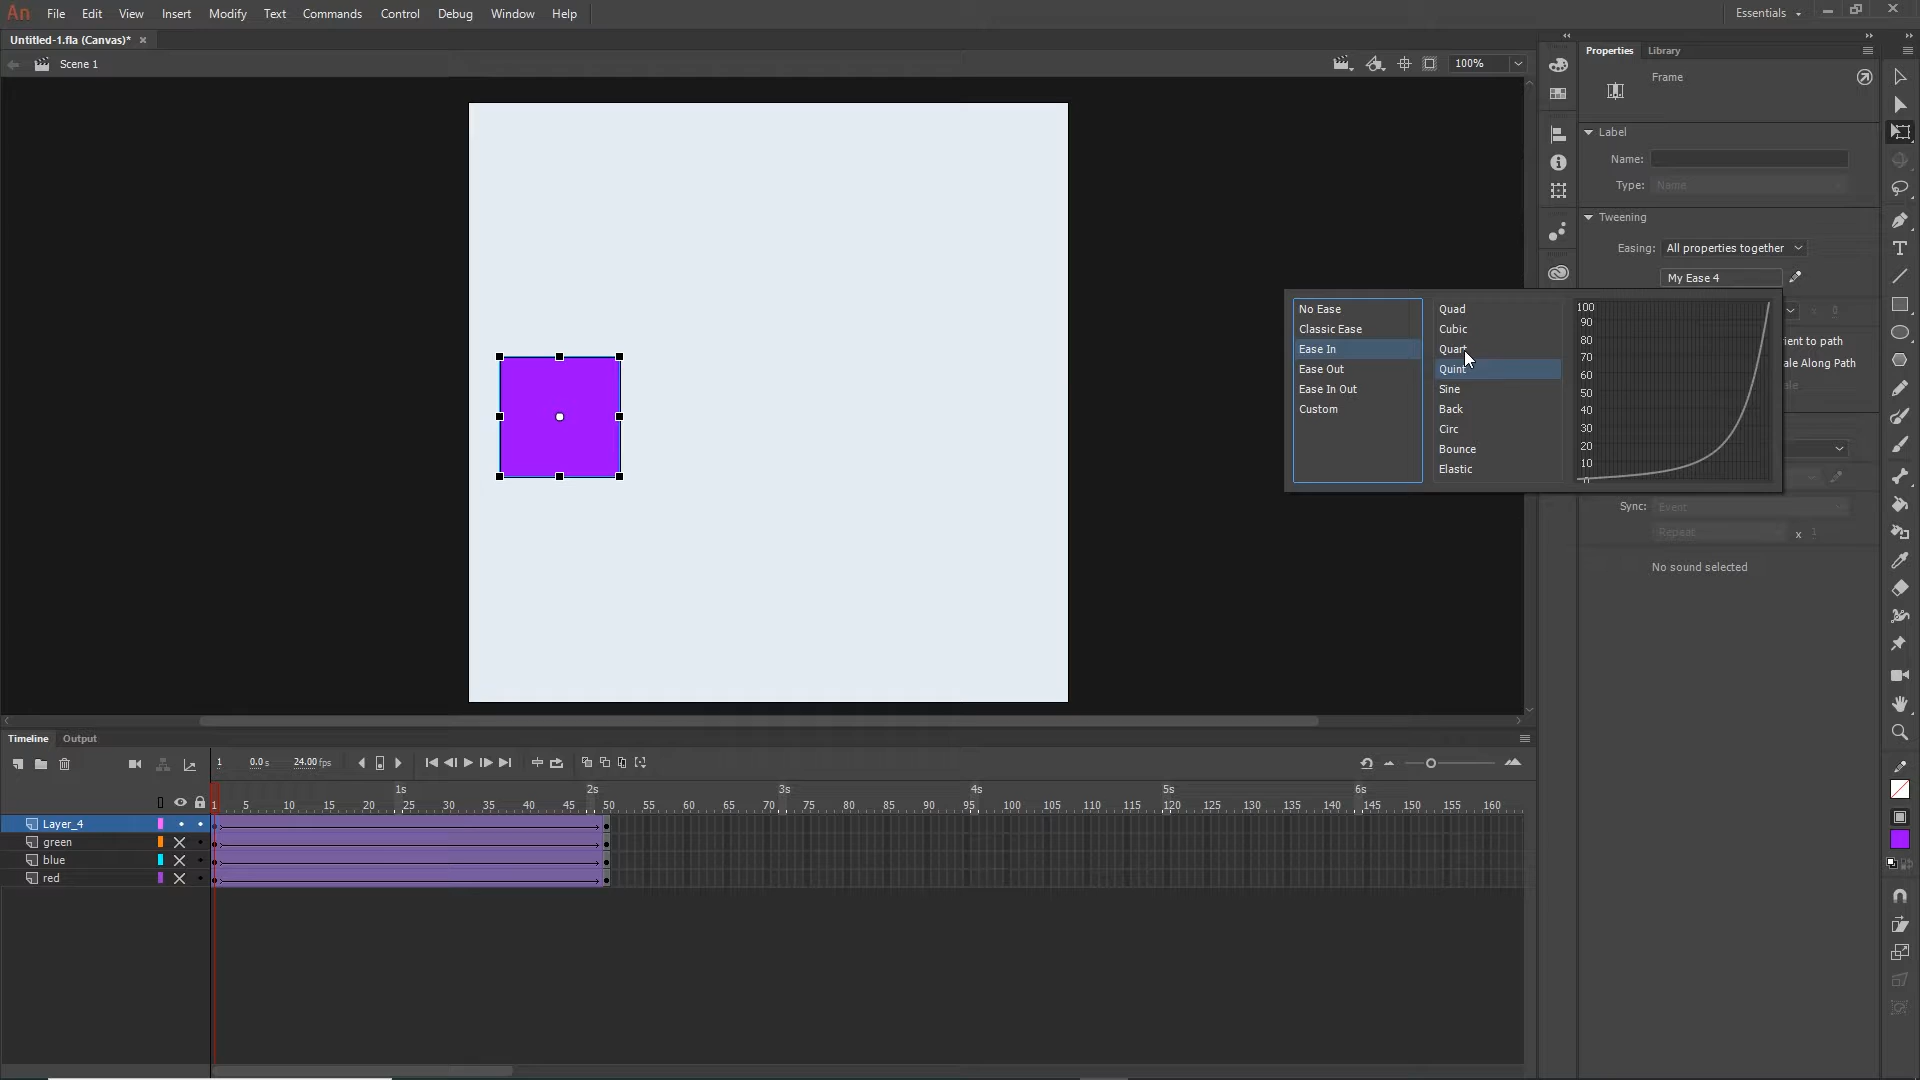 An File Edit View Insert Modify Text Commands Control Debug Window Help Essentials
Untitled-1.fla (Canvas)*
Scene 1
100%
Properties Library
Frame
Label
Name:
Type: Name
Tweening
Easing: All properties together
My Ease 4
x 0
ient to path
ale Along Path
No Ease
Classic Ease
Ease In
Ease Out
Ease In Out
Custom
Quad
Cubic
Quart
Quint
Sine
Back
Circ
Bounce
Elastic
100
90
80
70
60
50
40
30
20
10
0
Sync: Event
Repeat x 1
No sound selected
Timeline Output
1 0.0 s 24.00 fps
1s 2s 3s 4s 5s 6s
1 5 10 15 20 25 30 35 40 45 50 55 60 65 70 75 80 85 90 95 100 105 110 115 120 125 130 135 140 145 150 155 160
Layer_4
green
blue
red